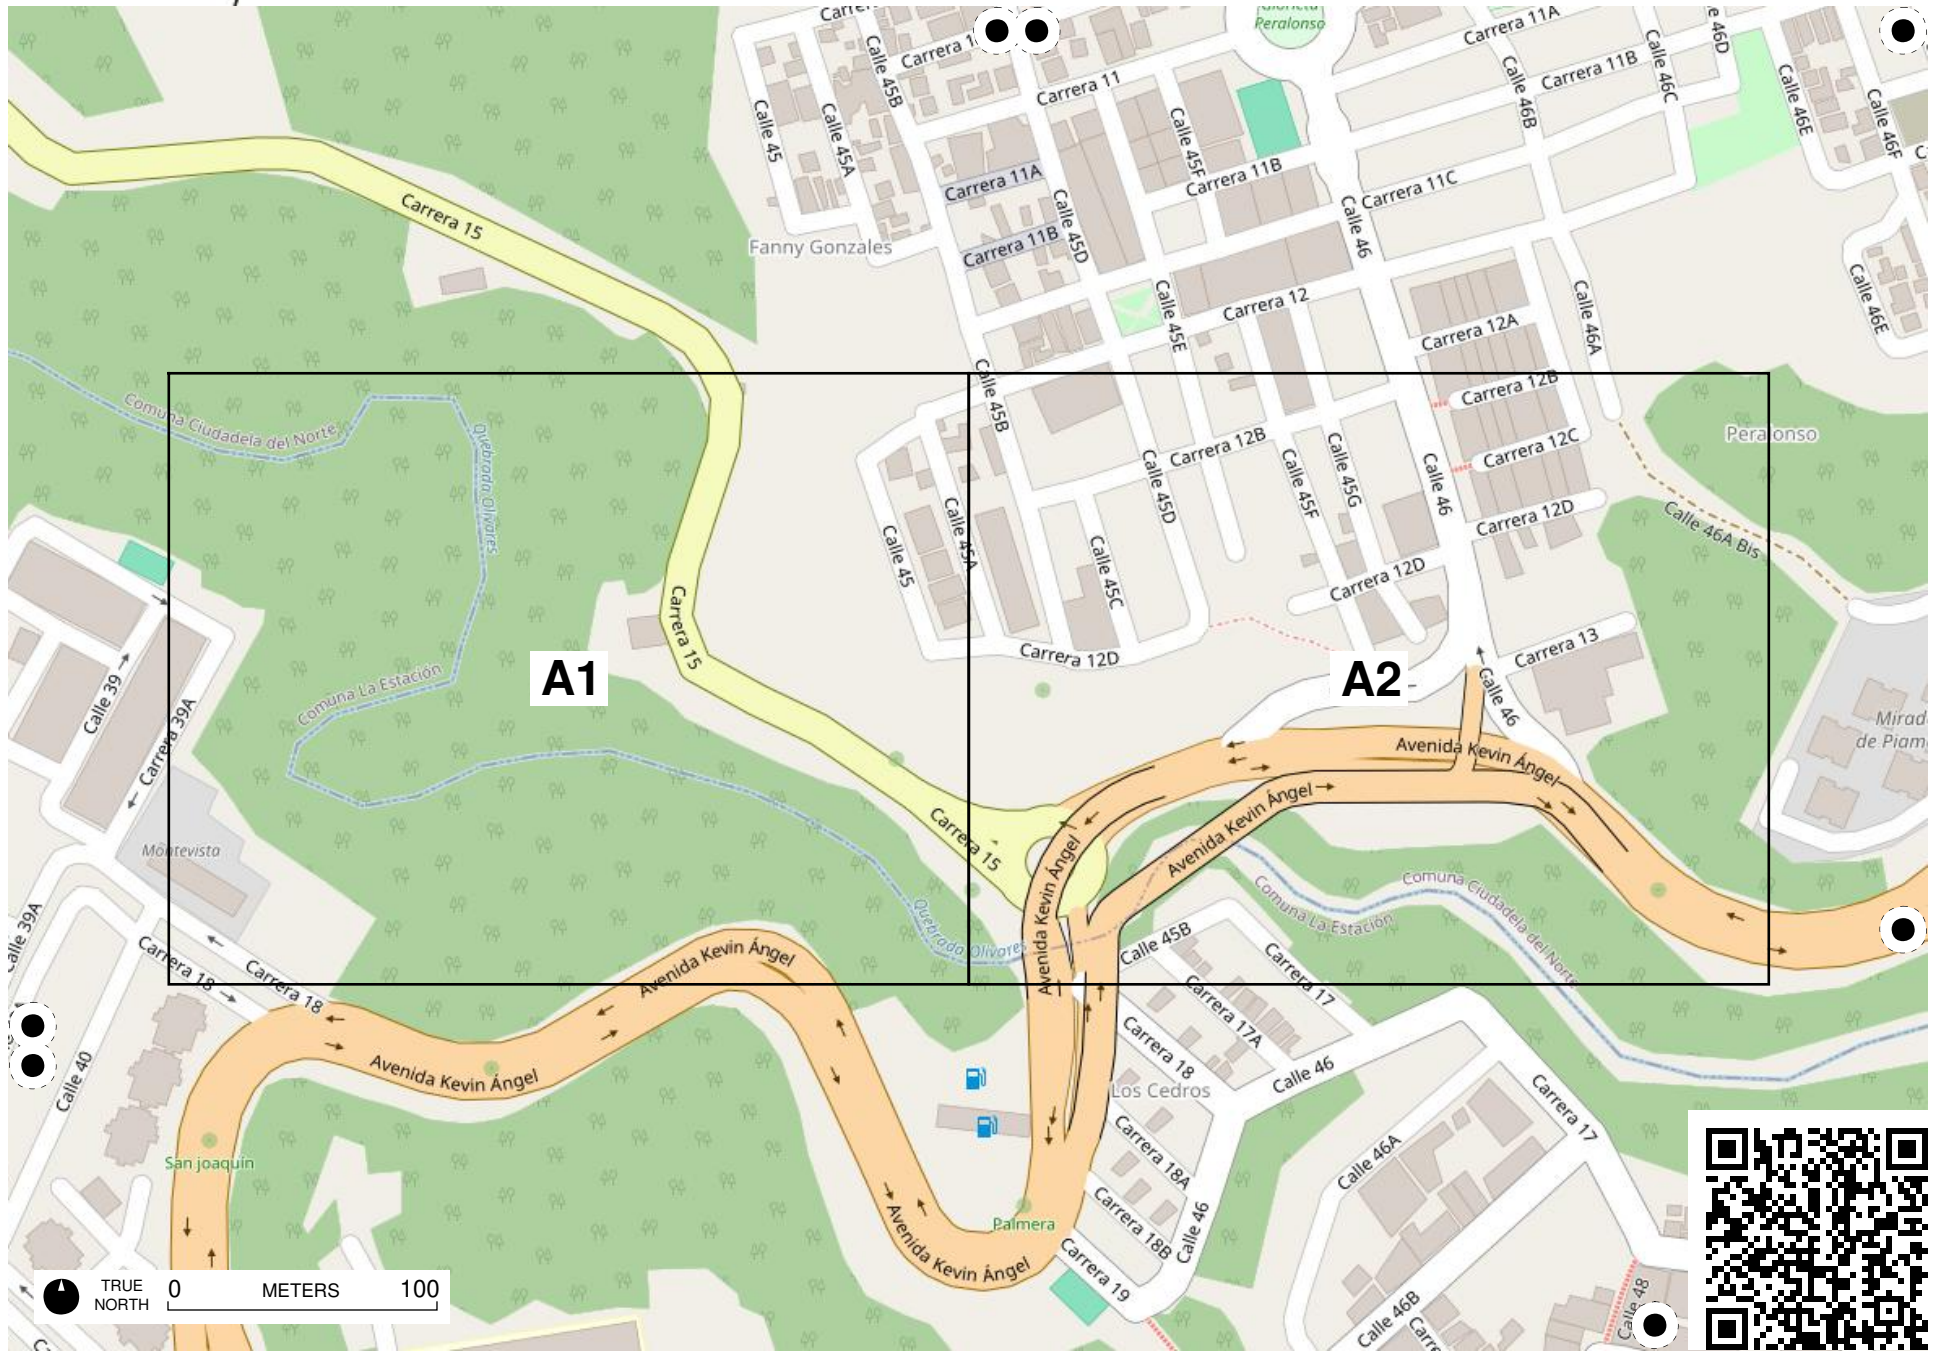 Glorieta
Peralonso
Carrera 11A
Carrera 11B
Carrera 11
Calle 45B
Calle 46B
Calle 46C
Calle 46E
Calle 46F
Calle 45
Calle 45A
Calle 45F
Carrera 11A
Carrera 11B
Carrera 11C
Carrera 15
Calle 45D
Calle 46
Fanny Gonzales
Carrera 11B
Carrera 12
Calle 45E
Calle 46A
Calle 46E
Carrera 12A
Calle 45B
Carrera 12B
Comuna Ciudadela del Norte
Quebrada Olivares
Carrera 12B
Carrera 12C
Peralonso
Calle 45D
Calle 45F
Calle 45G
Calle 46
Carrera 12D
Calle 46A Bis
Calle 45
Calle 45A
Calle 45C
Carrera 12D
Carrera 15
Carrera 12D
Carrera 13
Comuna La Estación
A1
A2
Calle 39
Carrera 39A
Calle 46
Avenida Kevin Ángel
Avenida Kevin Ángel
Carrera 15
Avenida Kevin Ángel
Montevista
Comuna Ciudadela del Norte
Comuna La Estación
Quebrada Olivares
Calle 39A
Carrera 18
Carrera 18
Avenida Kevin Ángel
Calle 45B
Carrera 17
Carrera 17A
Carrera 18
Calle 46
Avenida Kevin Ángel
Calle 40
Los Cedros
Carrera 17
Carrera 18A
Calle 46A
San joaquín
Palmera
Carrera 18B
Calle 46
Avenida Kevin Ángel
Carrera 19
Calle 46B
Calle 48
TRUE
NORTH
0 METERS 100